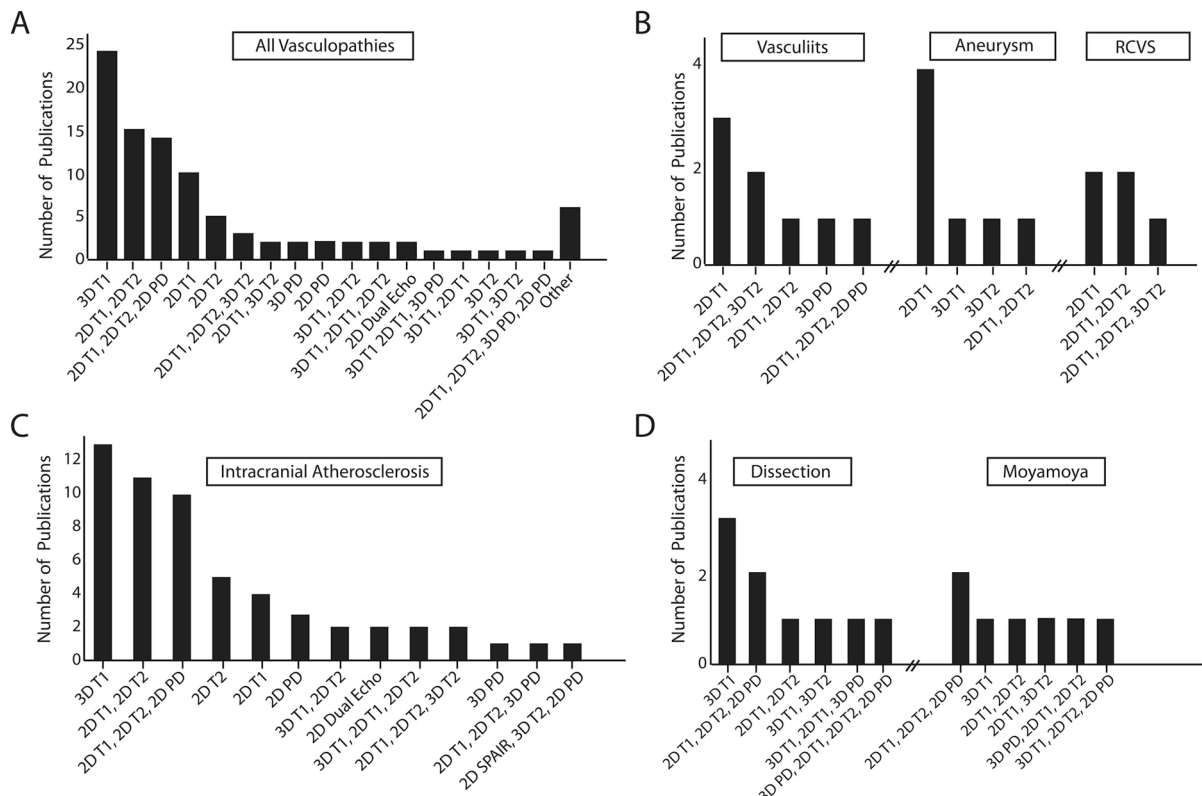 A
All Vasculopathies
Number of Publications
25
20
15
10
5
0
3D T1
2D T1, 2D T2
2D T1, 2D T2, 2D PD
2D T1
2D T2
2D T1, 2D T2, 3D T2
2D T1, 3D T2
3D PD
2D PD
3D T1, 2D T2
3D T1, 2D T1, 2D T2
2D Dual Echo
3D T1 2D T1, 3D PD
3D T1, 2D T1
3D T2
3D T1, 3D T2
2D T1, 2D T2, 3D PD, 2D PD
Other
B
Vasculiits
Aneurysm
RCVS
Number of Publications
4
2
0
2D T1
2D T1, 2D T2, 3D T2
2D T1, 2D T2
3D PD
2D T1, 2D T2, 2D PD
2D T1
3D T1
3D T2
2D T1, 2D T2
2D T1
2D T1, 2D T2
2D T1, 2D T2, 3D T2
C
Intracranial Atherosclerosis
Number of Publications
12
10
8
6
4
2
0
3D T1
2D T1, 2D T2
2D T1, 2D T2, 2D PD
2D T2
2D T1
2D PD
3D T1, 2D T2
2D Dual Echo
3D T1, 2D T1, 2D T2
2D T1, 2D T2, 3D T2
3D PD
2D T1, 2D T2, 3D PD
2D SPAIR, 3D T2, 2D PD
D
Dissection
Moyamoya
Number of Publications
4
2
0
3D T1
2D T1, 2D T2, 2D PD
2D T1, 2D T2
3D T1, 3D T2
3D T1, 2D T1, 3D PD
3D PD, 2D T1, 2D T2, 2D PD
2D T1, 2D T2, 2D PD
3D T1
2D T1, 2D T2
2D T1, 3D T2
3D PD, 2D T1, 2D T2
3D T1, 2D T2, 2D PD